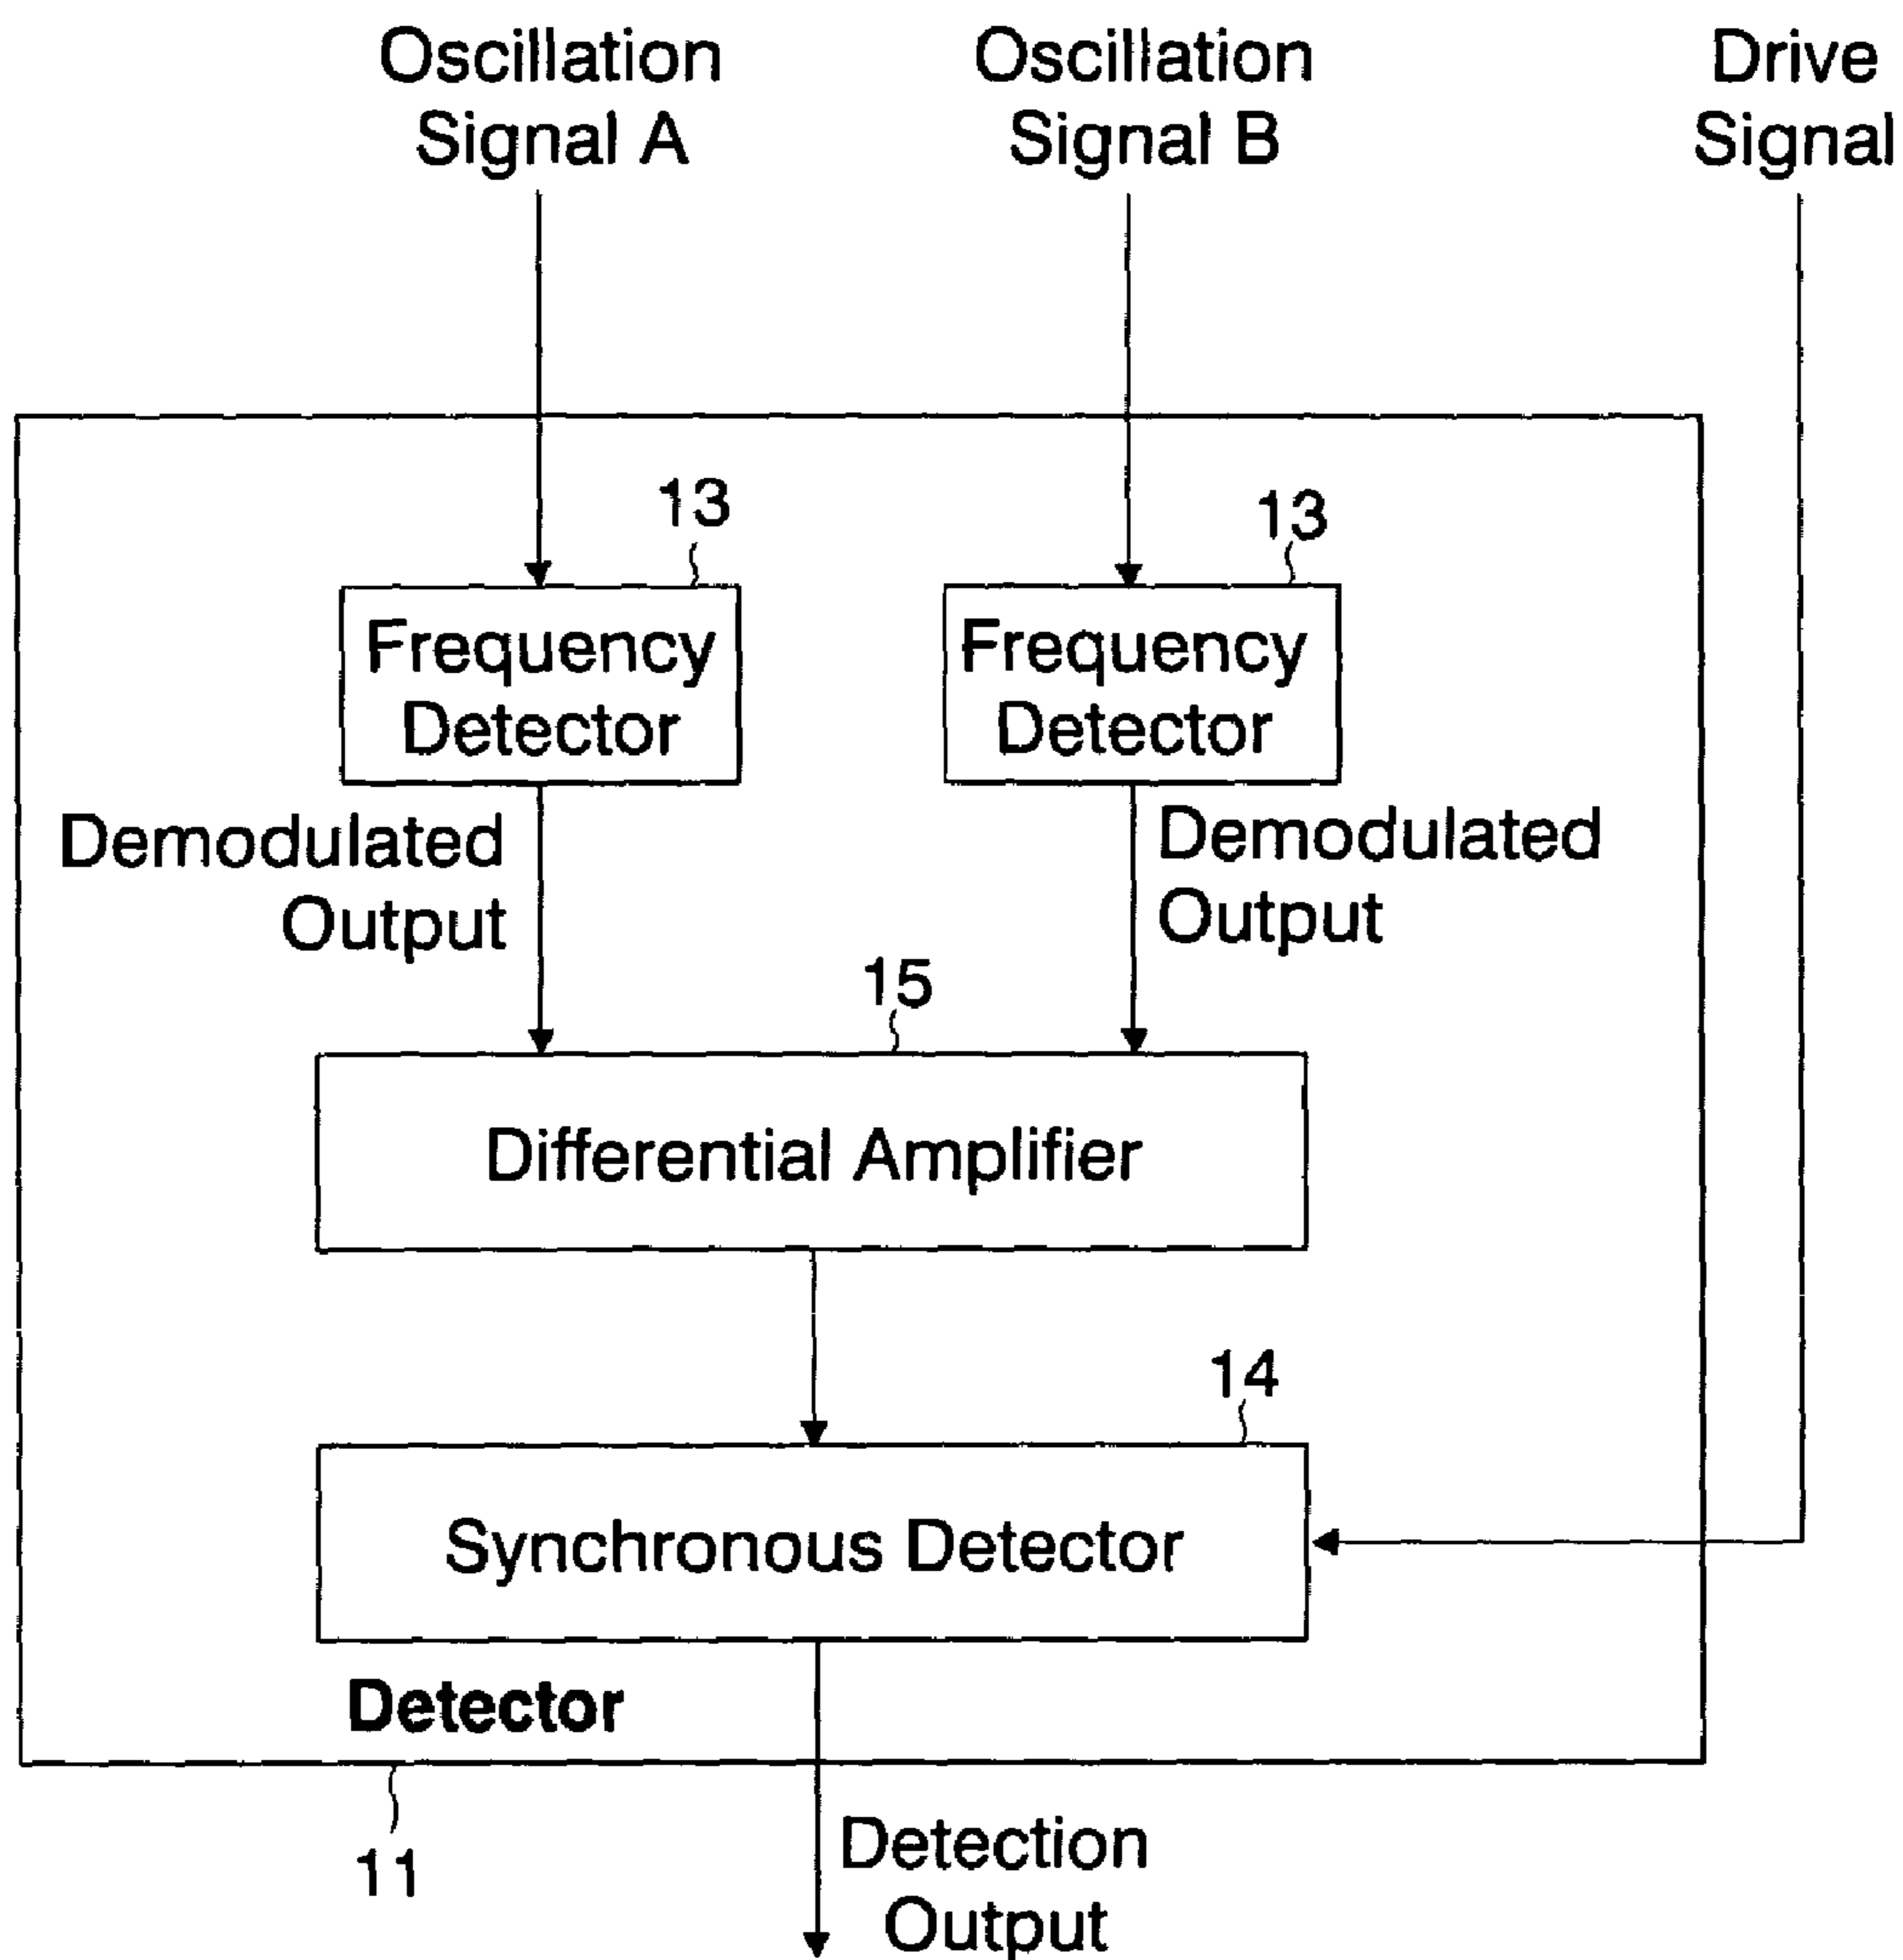 Oscillation
Signal A
Oscillation
Signal B
Drive
Signal
13
13
Frequency
Detector
Frequency
Detector
Demodulated
Output
Demodulated
Output
15
Differential Amplifier
14
Synchronous Detector
Detector
11
Detection
Output